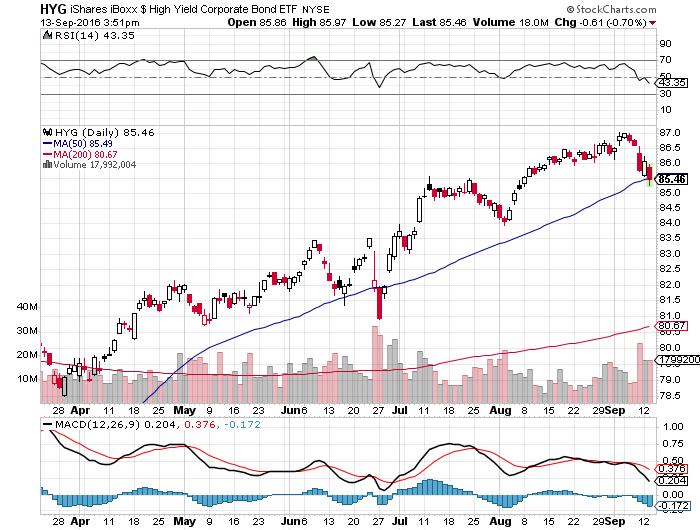 HYG iShares iBoxx $ High Yield Corporate Bond ETF NYSE © StockCharts.com
13-Sep-2016 3:51pm Open 85.86 High 85.97 Low 85.27 Last 85.46 Volume 18.0M Chg -0.61 (-0.70%)
RSI(14) 43.35
90
70
50
43.35
30
10
HYG (Daily) 85.46
MA(50) 85.49
MA(200) 80.67
Volume 17,992,004
87.0
86.5
86.0
85.46
85.0
84.5
84.0
83.5
83.0
82.5
82.0
81.5
81.0
80.67
80.0
79.5
79.0
78.5
40M
30M
20M
10M
1799200
28 Apr 11 18 25 May 9 16 23 Jun 6 13 20 27 Jul 11 18 25 Aug 8 15 22 29 Sep 12
MACD(12,26,9) 0.204, 0.376, -0.172
1.00
0.75
0.50
0.376
0.204
0.00
-0.172
28 Apr 11 18 25 May 9 16 23 Jun 6 13 20 27 Jul 11 18 25 Aug 8 15 22 29 Sep 12